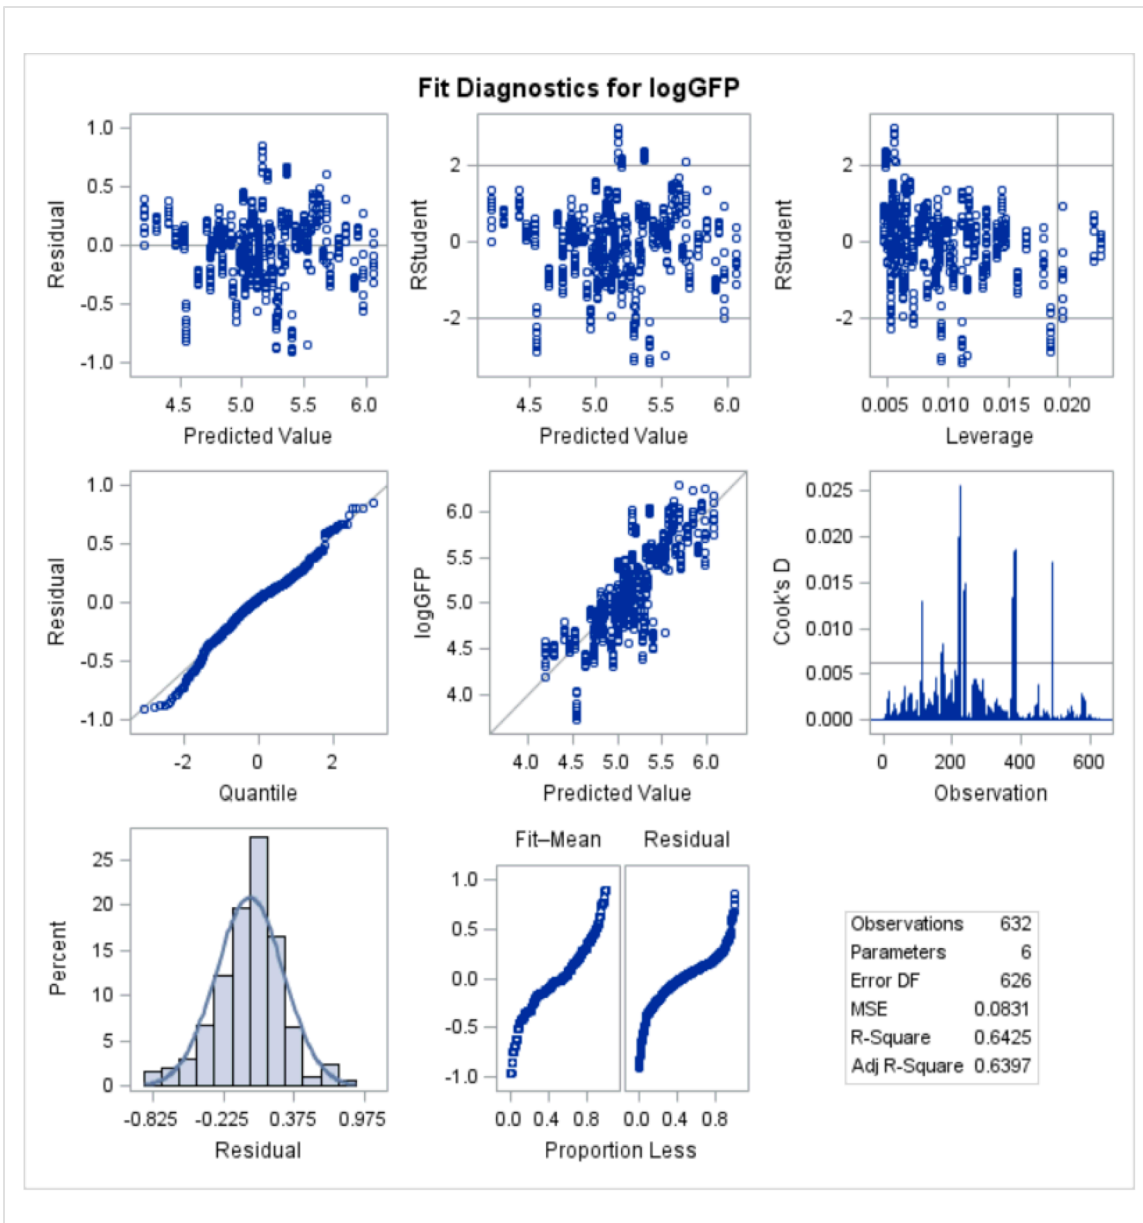 Fit Diagnostics for logGFP
1.0
0.5
0.0
-0.5
-1.0
Residual
4.5 5.0 5.5 6.0
Predicted Value
2
0
-2
RStudent
4.5 5.0 5.5 6.0
Predicted Value
2
0
-2
RStudent
0.005 0.010 0.015 0.020
Leverage
1.0
0.5
0.0
-0.5
-1.0
Residual
-2 0 2
Quantile
6.0
5.5
5.0
4.5
4.0
logGFP
4.0 4.5 5.0 5.5 6.0
Predicted Value
0.025
0.020
0.015
0.010
0.005
0.000
Cook's D
0 200 400 600
Observation
25
20
15
10
5
0
Percent
-0.825 -0.225 0.375 0.975
Residual
Fit–Mean Residual
1.0
0.5
0.0
-0.5
-1.0
0.0 0.4 0.8 0.0 0.4 0.8
Proportion Less
Observations 632
Parameters 6
Error DF 626
MSE 0.0831
R-Square 0.6425
Adj R-Square 0.6397